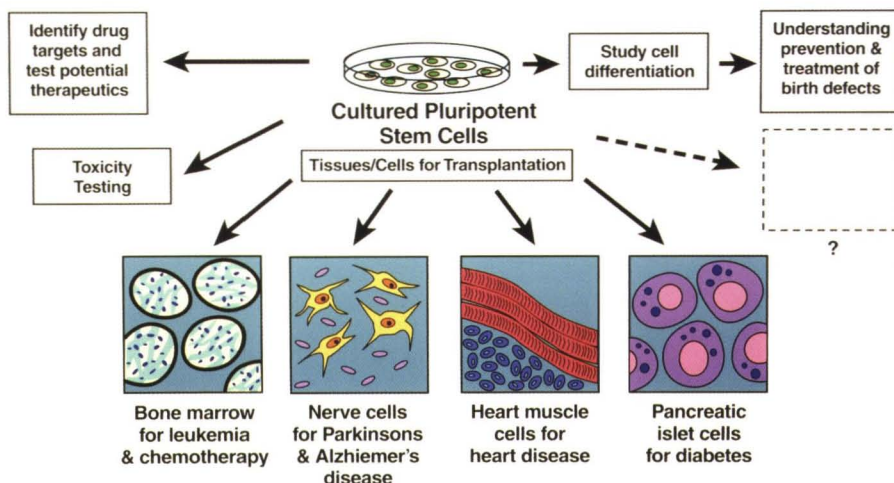 Identify drug
targets and
test potential
therapeutics
Study cell
differentiation
Understanding
prevention &
treatment of
birth defects
Cultured Pluripotent
Stem Cells
Toxicity
Testing
Tissues/Cells for Transplantation
?
Bone marrow
for leukemia
& chemotherapy
Nerve cells
for Parkinsons
& Alzhiemer's
disease
Heart muscle
cells for
heart disease
Pancreatic
islet cells
for diabetes